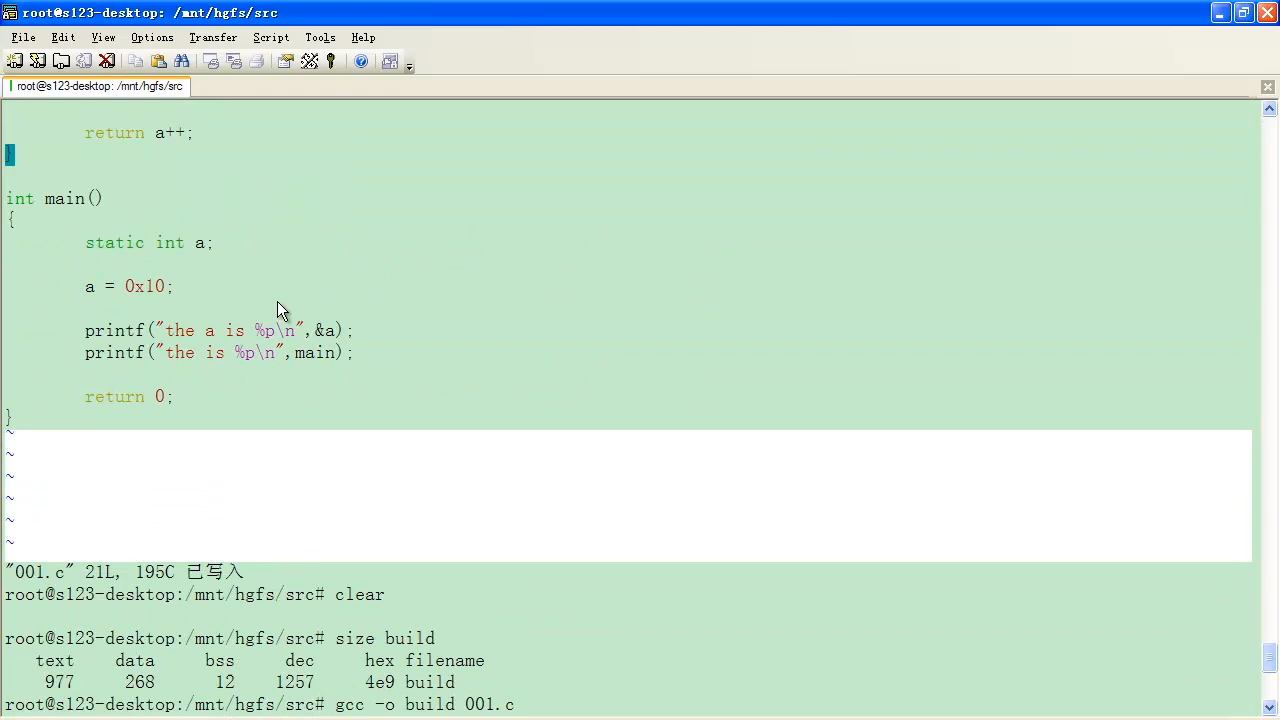 root@s123-desktop: /mnt/hgfs/src
File Edit View Options Transfer Script Tools Help
root@s123-desktop: /mnt/hgfs/src
return a++;
}
int main()
{
static int a;
a = 0x10;
printf("the a is %p\n",&a);
printf("the is %p\n",main);
return 0;
}
~
~
~
~
~
~
"001.c" 21L, 195C 已写入
root@s123-desktop:/mnt/hgfs/src# clear
root@s123-desktop:/mnt/hgfs/src# size build
text data bss dec hex filename
977 268 12 1257 4e9 build
root@s123-desktop:/mnt/hgfs/src# gcc -o build 001.c